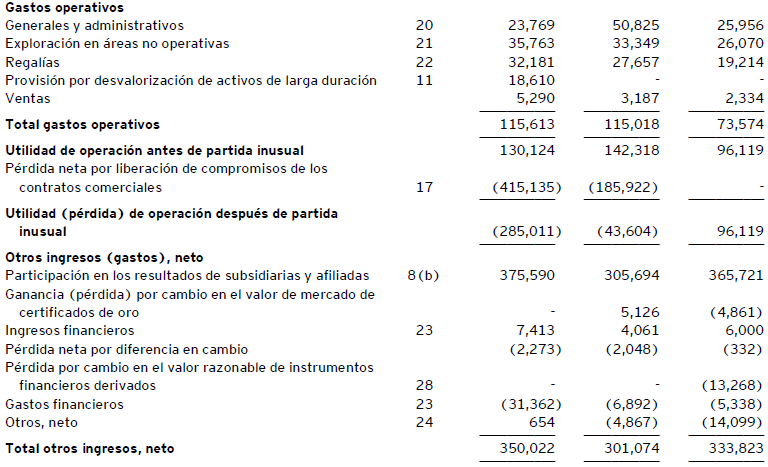 Gastos operativos
Generales y administrativos 20 23,769 50,825 25,956
Exploración en áreas no operativas 21 35,763 33,349 26,070
Regalías 22 32,181 27,657 19,214
Provisión por desvalorización de activos de larga duración 11 18,610 - -
Ventas 5,290 3,187 2,334
Total gastos operativos 115,613 115,018 73,574
Utilidad de operación antes de partida inusual 130,124 142,318 96,119
Pérdida neta por liberación de compromisos de los
contratos comerciales 17 (415,135) (185,922) -
Utilidad (pérdida) de operación después de partida
inusual (285,011) (43,604) 96,119
Otros ingresos (gastos), neto
Participación en los resultados de subsidiarias y afiliadas 8(b) 375,590 305,694 365,721
Ganancia (pérdida) por cambio en el valor de mercado de
certificados de oro - 5,126 (4,861)
Ingresos financieros 23 7,413 4,061 6,000
Pérdida neta por diferencia en cambio (2,273) (2,048) (332)
Pérdida por cambio en el valor razonable de instrumentos
financieros derivados 28 - - (13,268)
Gastos financieros 23 (31,362) (6,892) (5,338)
Otros, neto 24 654 (4,867) (14,099)
Total otros ingresos, neto 350,022 301,074 333,823